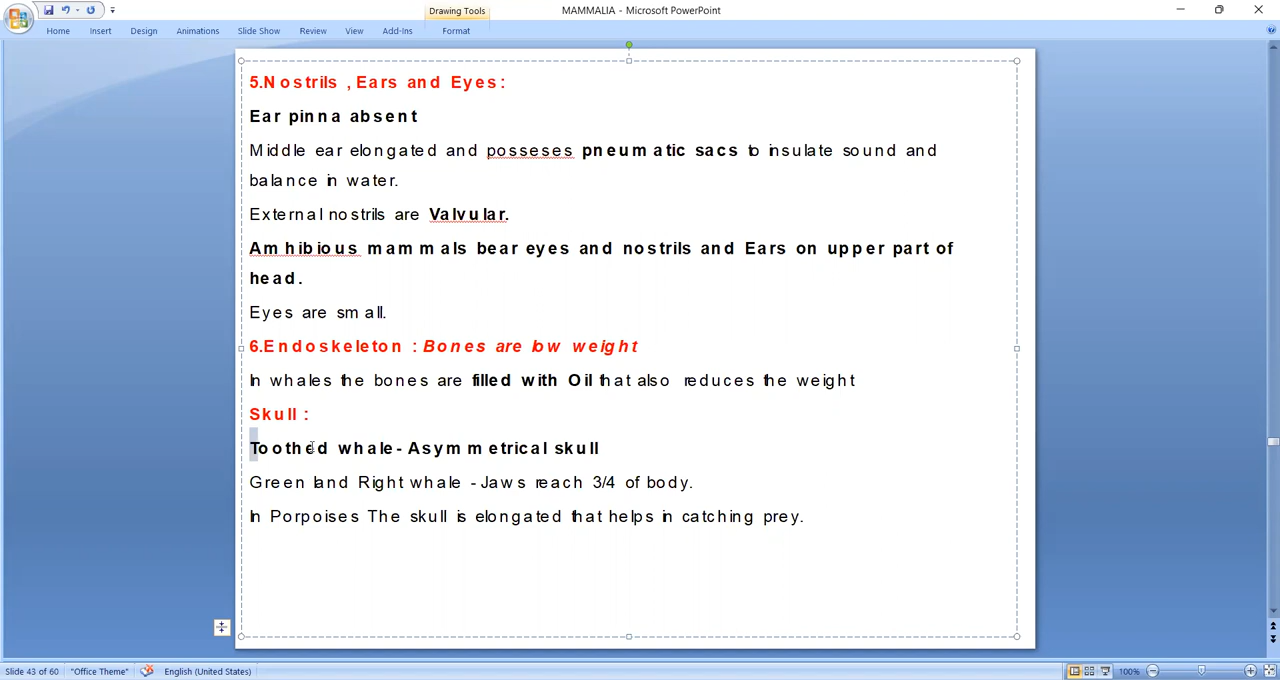 Drawing Tools
MAMMALIA - Microsoft PowerPoint
Home Insert Design Animations Slide Show Review View Add-Ins Format
5.Nostrils , Ears and Eyes:
Ear pinna absent
Middle ear elongated and posseses pneumatic sacs to insulate sound and
balance in water.
External nostrils are Valvular.
Amhibious mammals bear eyes and nostrils and Ears on upper part of
head.
Eyes are small.
6.Endoskeleton : Bones are low weight
In whales the bones are filled with Oil that also reduces the weight
Skull :
Toothed whale- Asymmetrical skull
Green land Right whale -Jaws reach 3/4 of body.
In Porpoises The skull is elongated that helps in catching prey.
Slide 43 of 60 "Office Theme" English (United States) 100%